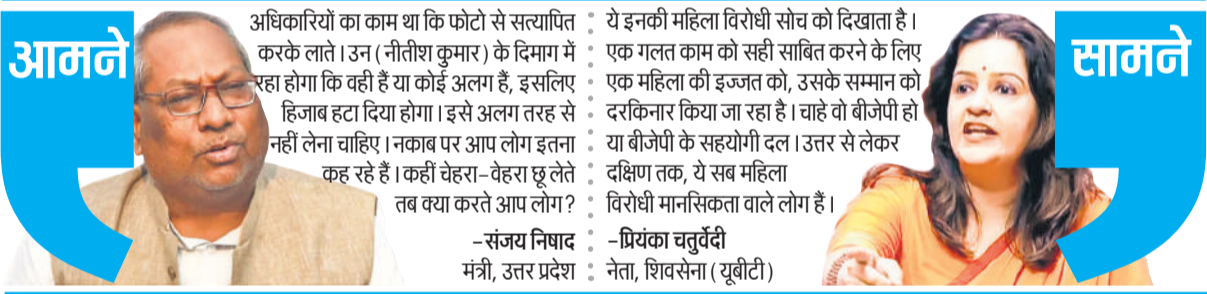 आमने
अधिकारियों का काम था कि फोटो से सत्यापित
करके लाते। उन (नीतीश कुमार) के दिमाग में
रहा होगा कि वही हैं या कोई अलग हैं, इसलिए
हिजाब हटा दिया होगा। इसे अलग तरह से
नहीं लेना चाहिए। नकाब पर आप लोग इतना
कह रहे हैं। कहीं चेहरा-वेहरा छू लेते
तब क्या करते आप लोग?
-संजय निषाद
मंत्री, उत्तर प्रदेश
ये इनकी महिला विरोधी सोच को दिखाता है।
एक गलत काम को सही साबित करने के लिए
एक महिला की इज्जत को, उसके सम्मान को
दरकिनार किया जा रहा है। चाहे वो बीजेपी हो
या बीजेपी के सहयोगी दल। उत्तर से लेकर
दक्षिण तक, ये सब महिला
विरोधी मानसिकता वाले लोग हैं।
-प्रियंका चतुर्वेदी
नेता, शिवसेना (यूबीटी)
सामने